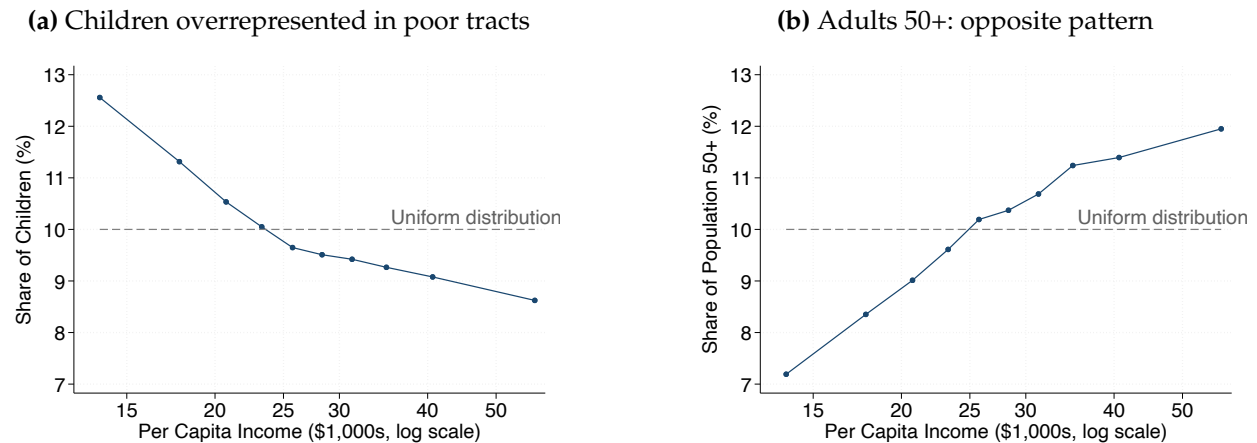 (a) Children overrepresented in poor tracts
13
12
11
10
9
8
7
Share of Children (%)
Uniform distribution
15 20 25 30 40 50
Per Capita Income ($1,000s, log scale)
(b) Adults 50+: opposite pattern
13
12
11
10
9
8
7
Share of Population 50+ (%)
Uniform distribution
15 20 25 30 40 50
Per Capita Income ($1,000s, log scale)